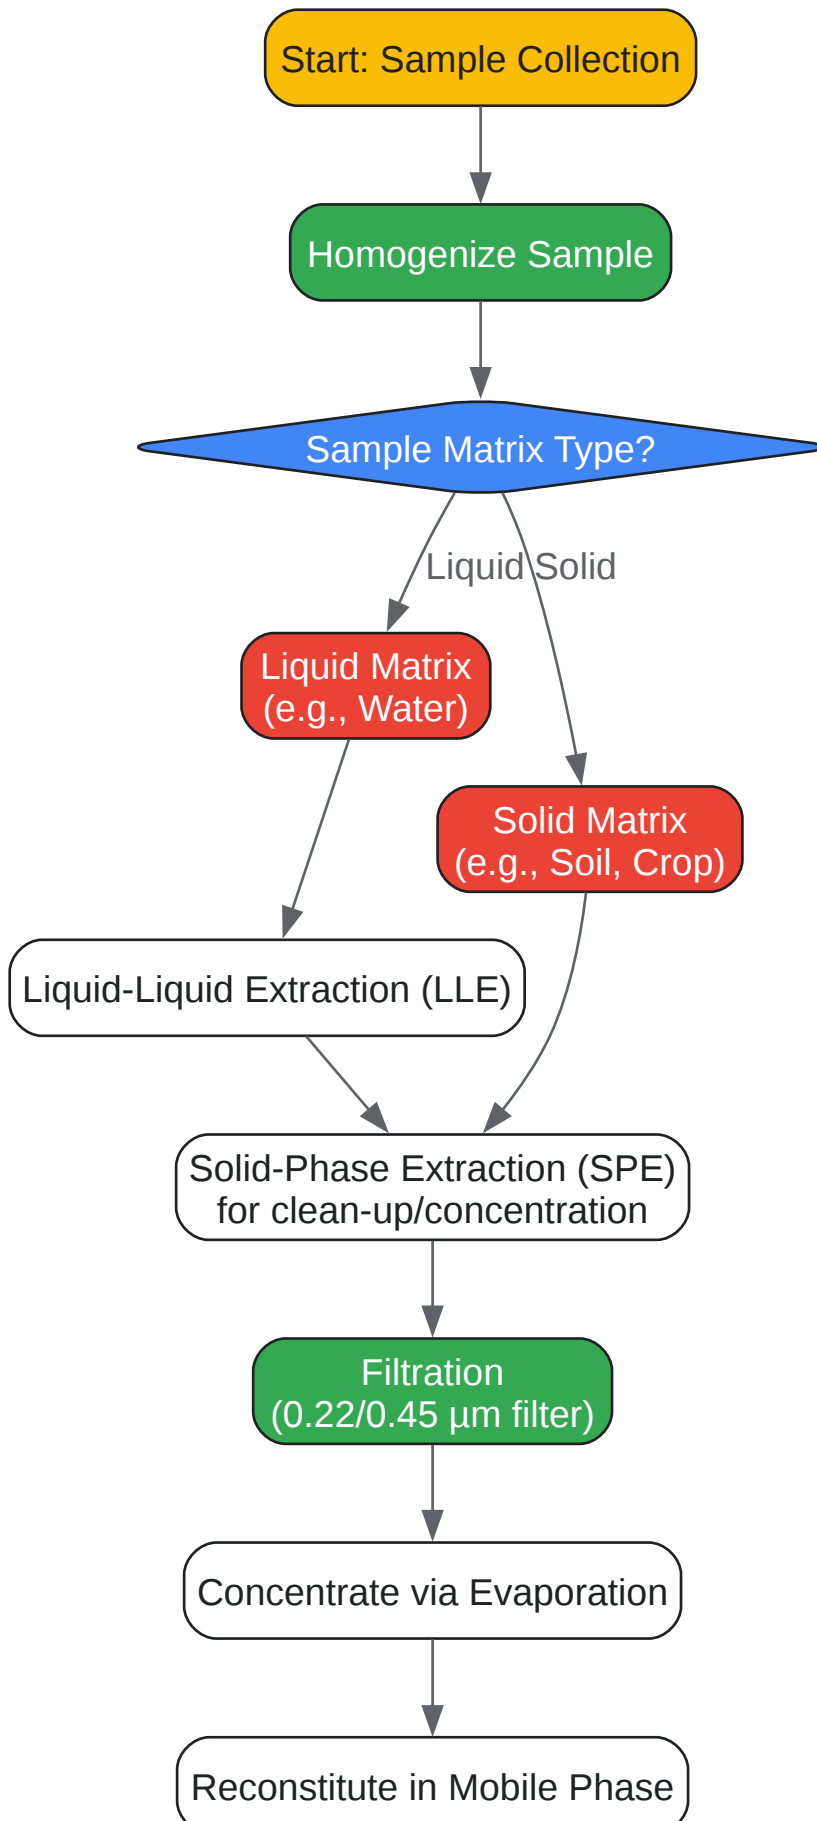 Start: Sample Collection
Homogenize Sample
Sample Matrix Type?
Liquid Solid
Liquid Matrix
(e.g., Water)
Solid Matrix
(e.g., Soil, Crop)
Liquid-Liquid Extraction (LLE)
Solid-Phase Extraction (SPE)
for clean-up/concentration
Filtration
(0.22/0.45 µm filter)
Concentrate via Evaporation
Reconstitute in Mobile Phase